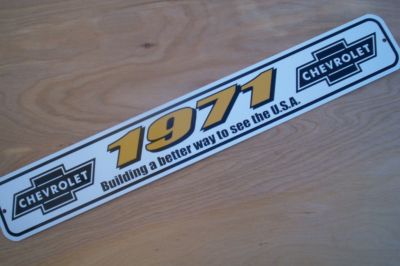 CHEVROLET
1971
Building a better way to see the U.S.A.
CHEVROLET